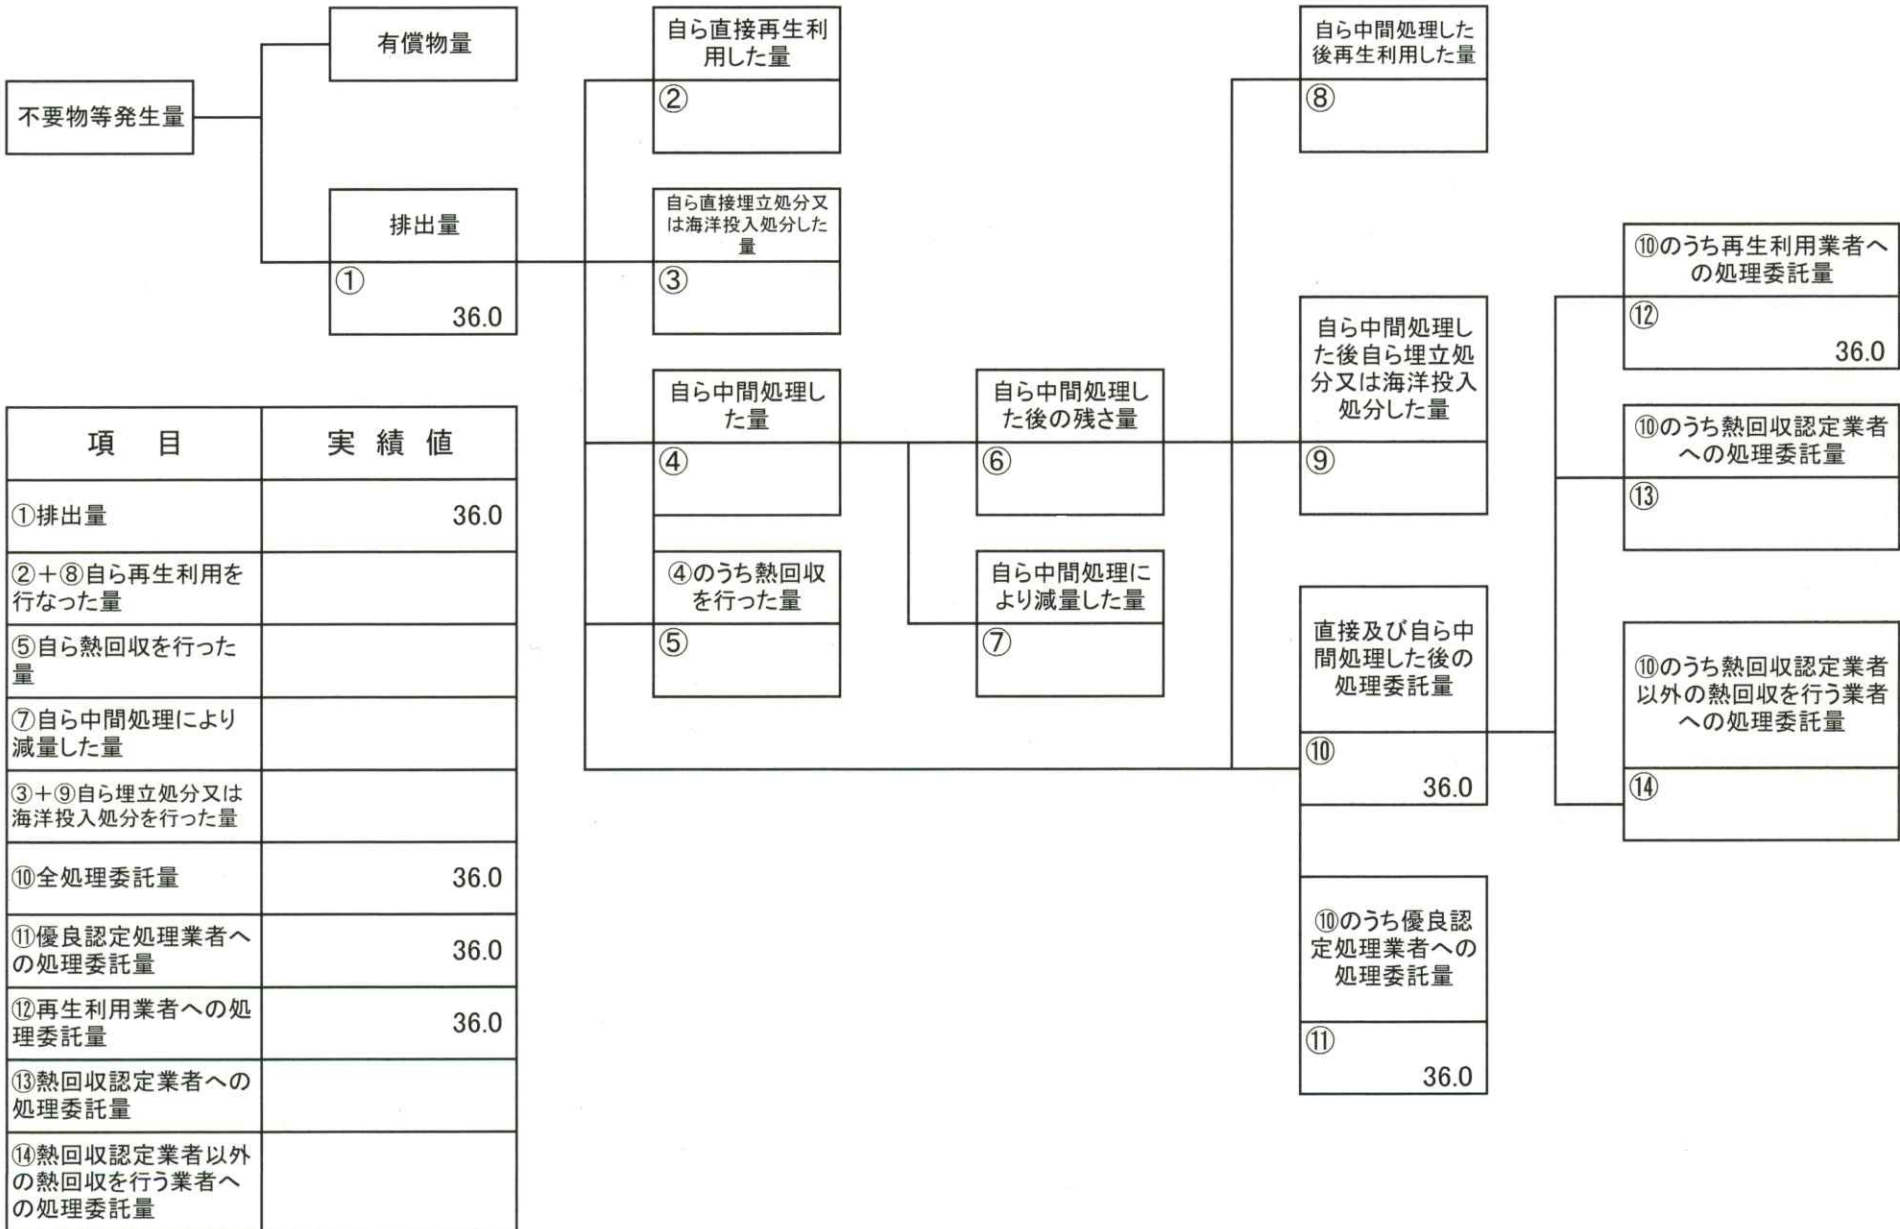 有償物量
不要物等発生量
排出量
①
36.0
自ら直接再生利
用した量
②
自ら直接埋立処分又
は海洋投入処分した
量
③
自ら中間処理し
た量
④
④のうち熱回収
を行った量
⑤
自ら中間処理し
た後の残さ量
⑥
自ら中間処理に
より減量した量
⑦
自ら中間処理した
後再生利用した量
⑧
自ら中間処理し
た後自ら埋立処
分又は海洋投入
処分した量
⑨
直接及び自ら中
間処理した後の
処理委託量
⑩
36.0
⑩のうち優良認
定処理業者への
処理委託量
⑪
36.0
⑩のうち再生利用業者へ
の処理委託量
⑫
36.0
⑩のうち熱回収認定業者
への処理委託量
⑬
⑩のうち熱回収認定業者
以外の熱回収を行う業者
への処理委託量
⑭
項 目 実 績 値
①排出量 36.0
②＋⑧自ら再生利用を
行なった量
⑤自ら熱回収を行った
量
⑦自ら中間処理により
減量した量
③＋⑨自ら埋立処分又は
海洋投入処分を行った量
⑩全処理委託量 36.0
⑪優良認定処理業者へ
の処理委託量 36.0
⑫再生利用業者への処
理委託量 36.0
⑬熱回収認定業者への
処理委託量
⑭熱回収認定業者以外
の熱回収を行う業者へ
の処理委託量